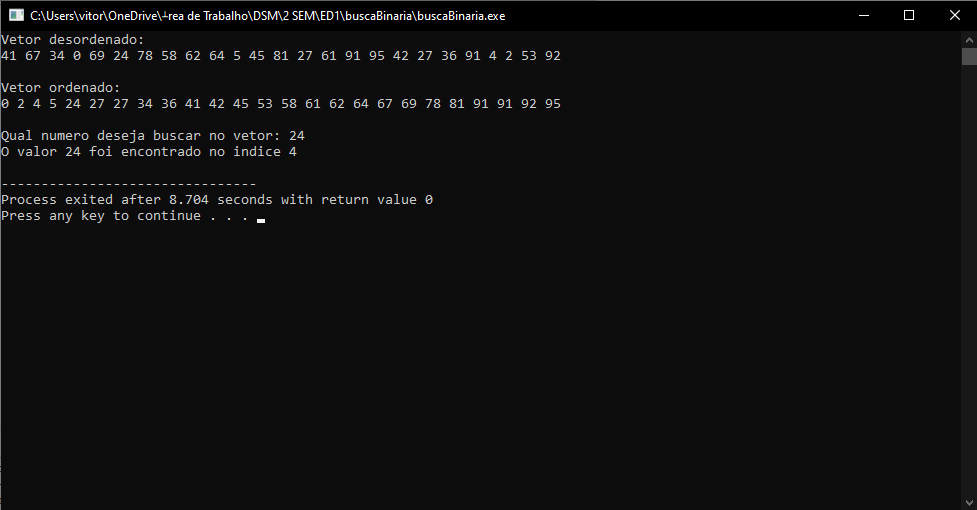 C:\Users\vitor\OneDrive\┴rea de Trabalho\DSM\2 SEM\ED1\buscaBinaria\buscaBinaria.exe
Vetor desordenado:
41 67 34 0 69 24 78 58 62 64 5 45 81 27 61 91 95 42 27 36 91 4 2 53 92
Vetor ordenado:
0 2 4 5 24 27 27 34 36 41 42 45 53 58 61 62 64 67 69 78 81 91 91 92 95
Qual numero deseja buscar no vetor: 24
O valor 24 foi encontrado no indice 4
--------------------------------
Process exited after 8.704 seconds with return value 0
Press any key to continue . . .